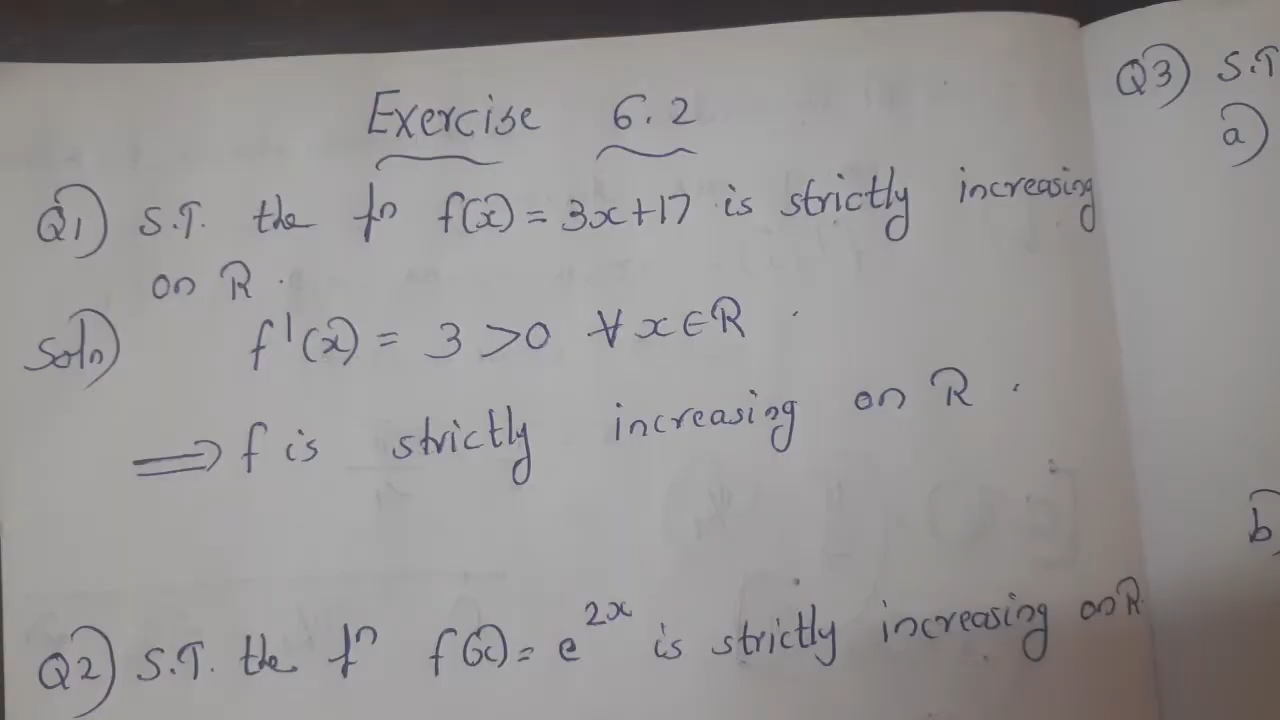 Exercise 6.2
Q1) S.T. the fn f(x) = 3x+17 is strictly increasing
on R.
Soln) f'(x) = 3 >0 ∀ x∈R.
⟹ f is strictly increasing on R.
Q2) S.T. the fn f(x) = e^{2x} is strictly increasing on R.
Q3) S.T
a)
b